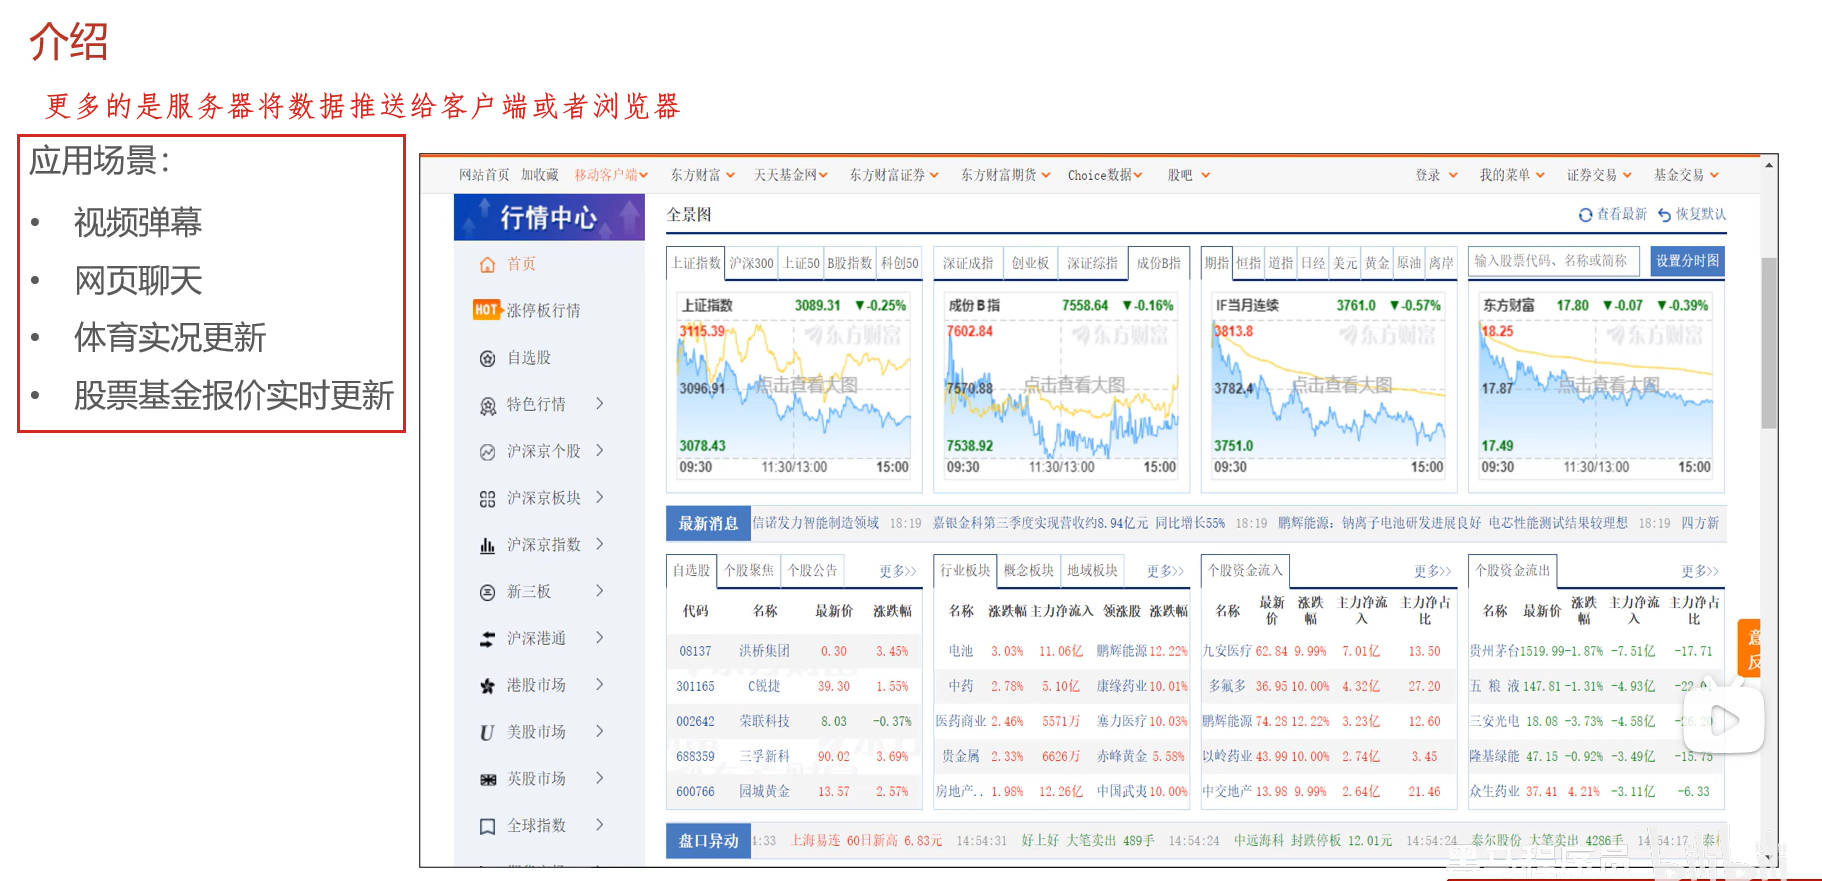 介绍
更多的是服务器将数据推送给客户端或者浏览器
应用场景：
• 视频弹幕
• 网页聊天
• 体育实况更新
• 股票基金报价实时更新
网站首页 加收藏 移动客户端 东方财富 天天基金网 东方财富证券 东方财富期货 Choice数据 股吧 登录 我的菜单 证券交易 基金交易
行情中心
首页
HOT 涨停板行情
自选股
特色行情
沪深京个股
沪深京板块
沪深京指数
新三板
沪深港通
港股市场
美股市场
英股市场
全球指数
全景图 查看最新 恢复默认
上证指数 沪深300 上证50 B股指数 科创50
上证指数 3089.31 ▼-0.25%
3115.39
东方财富
3096.91 点击查看大图
3078.43
09:30 11:30/13:00 15:00
深证成指 创业板 深证综指 成份B指
成份B指 7558.64 ▼-0.16%
7602.84
东方财富
7570.88 点击查看大图
7538.92
09:30 11:30/13:00 15:00
期指 恒指 道指 日经 美元 黄金 原油 离岸
IF当月连续 3761.0 ▼-0.57%
3813.8
东方财富
3782.4 点击查看大图
3751.0
09:30 15:00
输入股票代码、名称或简称 设置分时图
东方财富 17.80 ▼-0.07 ▼-0.39%
18.25
东方财富
17.87 点击查看大图
17.49
09:30 11:30/13:00 15:00
最新消息 信诺发力智能制造领域 18:19 嘉银金科第三季度实现营收约8.94亿元 同比增长55% 18:19 鹏辉能源：钠离子电池研发进展良好 电芯性能测试结果较理想 18:19 四方新
自选股 个股聚焦 个股公告 更多>>
代码 名称 最新价 涨跌幅
08137 洪桥集团 0.30 3.45%
301165 C锐捷 39.30 1.55%
002642 荣联科技 8.03 -0.37%
688359 三孚新科 90.02 3.69%
600766 园城黄金 13.57 2.57%
行业板块 概念板块 地域板块 更多>>
名称 涨跌幅 主力净流入 领涨股 涨跌幅
电池 3.03% 11.06亿 鹏辉能源 12.22%
中药 2.78% 5.10亿 康缘药业 10.01%
医药商业 2.46% 5571万 塞力医疗 10.03%
贵金属 2.33% 6626万 赤峰黄金 5.58%
房地产.. 1.98% 12.26亿 中国武夷 10.00%
个股资金流入 更多>>
名称 最新价 涨跌幅 主力净流入 主力净占比
九安医疗 62.84 9.99% 7.01亿 13.50
多氟多 36.95 10.00% 4.32亿 27.20
鹏辉能源 74.28 12.22% 3.23亿 12.60
以岭药业 43.99 10.00% 2.74亿 3.45
中交地产 13.98 9.99% 2.64亿 21.46
个股资金流出 更多>>
名称 最新价 涨跌幅 主力净流入 主力净占比
贵州茅台 1519.99 -1.87% -7.51亿 -17.71
五 粮 液 147.81 -1.31% -4.93亿
三安光电 18.08 -3.73% -4.58亿 -26.20
隆基绿能 47.15 -0.92% -3.49亿 -15.75
众生药业 37.41 4.21% -3.11亿 -6.33
盘口异动 1:33 上海易连 60日新高 6.83元 14:54:31 好上好 大笔卖出 489手 14:54:24 中远海科 封跌停板 12.01元 14:54:24 泰尔股份 大笔卖出 4286手 14:54:17
黑马程序员